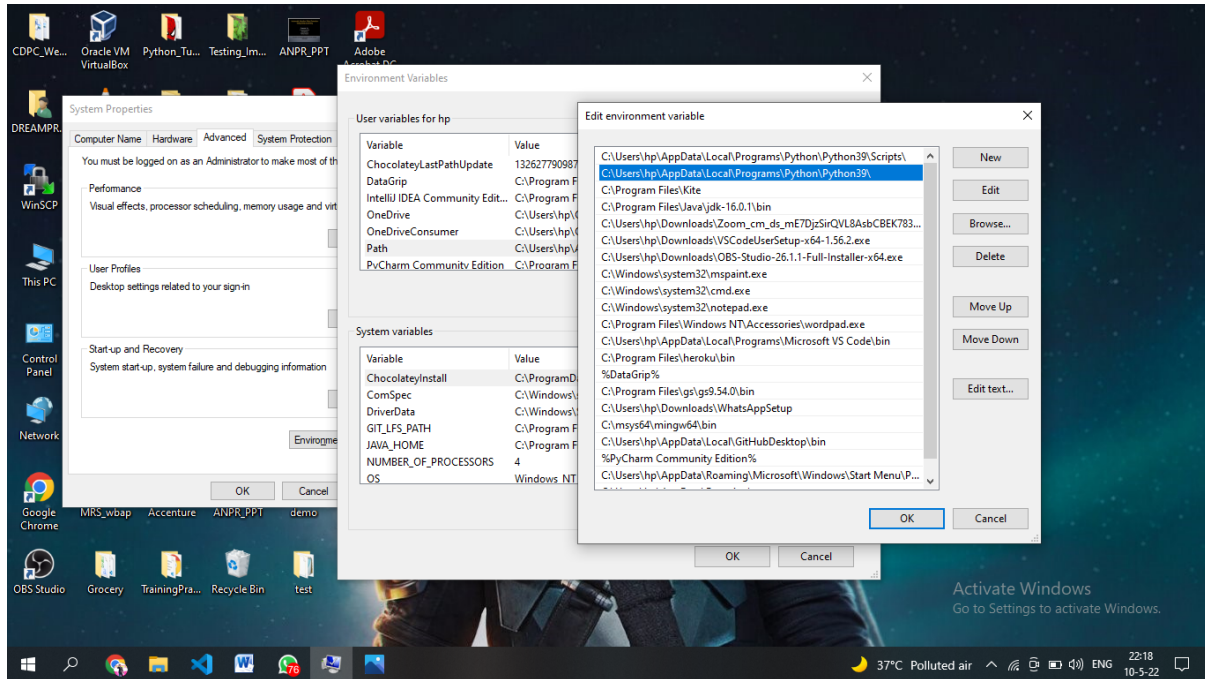 CDPC_We...
Oracle VM VirtualBox
Python_Tu...
Testing_Im...
ANPR_PPT
Adobe
DREAMPR.
WinSCP
This PC
Control Panel
Network
Google Chrome
MRS_wbap
Accenture
ANPR_PPT
demo
OBS Studio
Grocery
TrainingPra...
Recycle Bin
test
System Properties
Computer Name Hardware Advanced System Protection
You must be logged on as an Administrator to make most of th
Performance
Visual effects, processor scheduling, memory usage and virt
User Profiles
Desktop settings related to your sign-in
Start-up and Recovery
System start-up, system failure and debugging information
Environme
OK Cancel
Environment Variables
User variables for hp
Variable Value
ChocolateyLastPathUpdate 13262779098
DataGrip C:\Program F
IntelliJ IDEA Community Edit... C:\Program F
OneDrive C:\Users\hp\
OneDriveConsumer C:\Users\hp\
Path C:\Users\hp\
PyCharm Community Edition C:\Program F
System variables
Variable Value
ChocolateyInstall C:\ProgramD
ComSpec C:\Windows\
DriverData C:\Windows\
GIT_LFS_PATH C:\Program F
JAVA_HOME C:\Program F
NUMBER_OF_PROCESSORS 4
OS Windows NT
OK Cancel
Edit environment variable
C:\Users\hp\AppData\Local\Programs\Python\Python39\Scripts\
C:\Users\hp\AppData\Local\Programs\Python\Python39\
C:\Program Files\Kite
C:\Program Files\Java\jdk-16.0.1\bin
C:\Users\hp\Downloads\Zoom_cm_ds_mE7DjzSirQVL8AsbCBEK783...
C:\Users\hp\Downloads\VSCodeUserSetup-x64-1.56.2.exe
C:\Users\hp\Downloads\OBS-Studio-26.1.1-Full-Installer-x64.exe
C:\Windows\system32\mspaint.exe
C:\Windows\system32\cmd.exe
C:\Windows\system32\notepad.exe
C:\Program Files\Windows NT\Accessories\wordpad.exe
C:\Users\hp\AppData\Local\Programs\Microsoft VS Code\bin
C:\Program Files\heroku\bin
%DataGrip%
C:\Program Files\gs\gs9.54.0\bin
C:\Users\hp\Downloads\WhatsAppSetup
C:\msys64\mingw64\bin
C:\Users\hp\AppData\Local\GitHubDesktop\bin
%PyCharm Community Edition%
C:\Users\hp\AppData\Roaming\Microsoft\Windows\Start Menu\P...
New
Edit
Browse...
Delete
Move Up
Move Down
Edit text...
OK Cancel
Activate Windows
Go to Settings to activate Windows.
76
37°C Polluted air
ENG
22:18
10-5-22